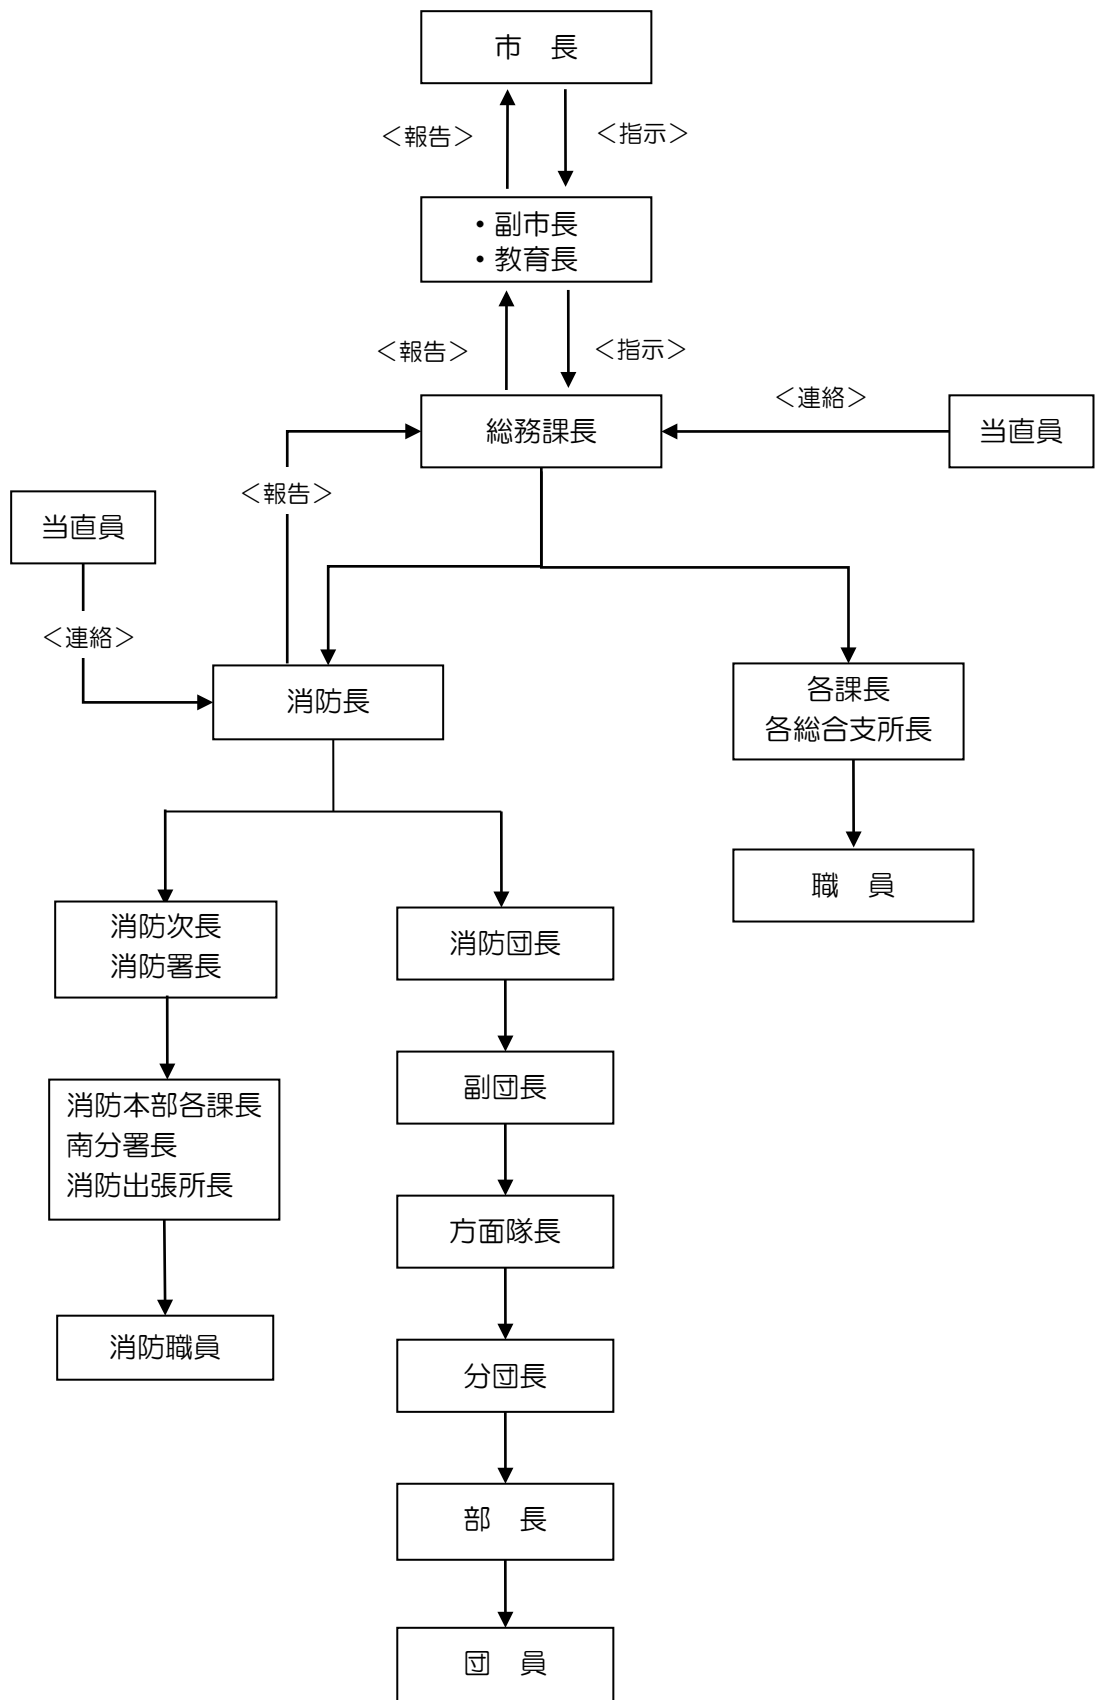 市　長
＜報告＞
＜指示＞
・副市長
・教育長
＜報告＞
＜指示＞
総務課長
＜連絡＞
当直員
＜報告＞
当直員
＜連絡＞
消防長
各課長
各総合支所長
職　員
消防次長
消防署長
消防団長
消防本部各課長
南分署長
消防出張所長
副団長
方面隊長
消防職員
分団長
部　長
団　員